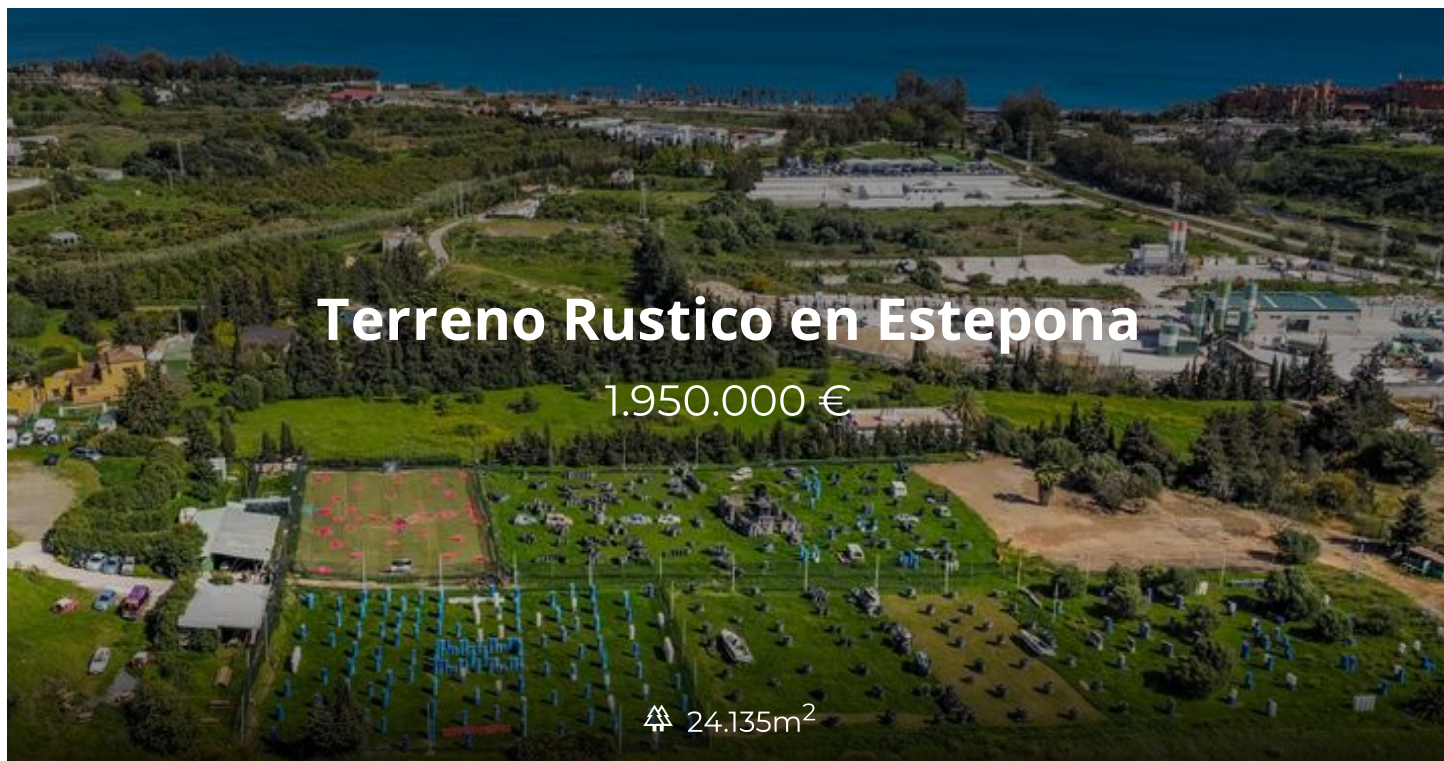 Terreno Rustico en Estepona
1.950.000 €
24.135m²